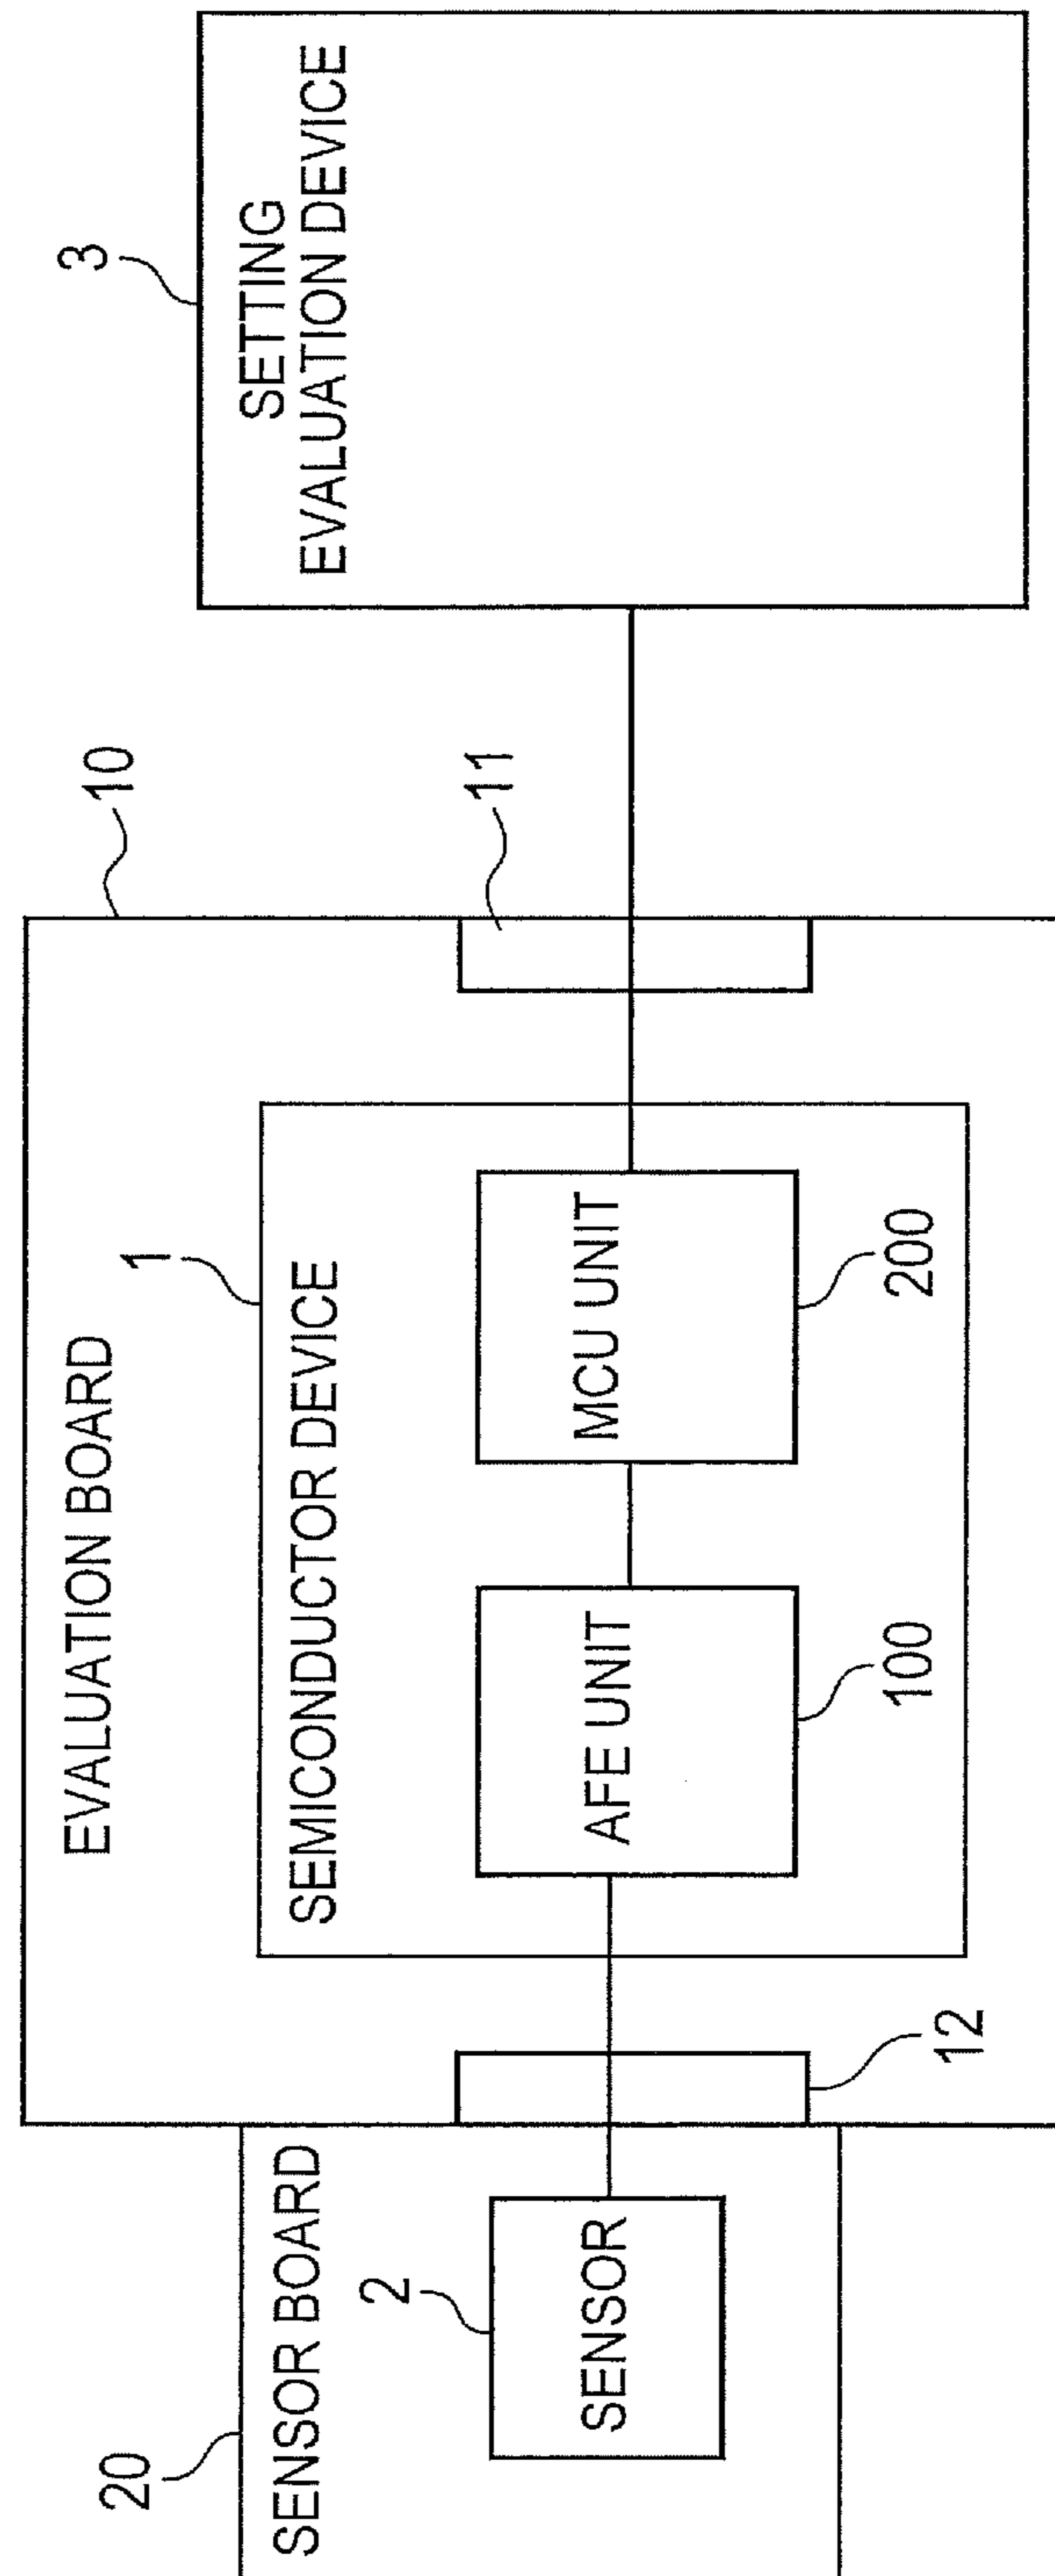 20
SENSOR BOARD
2
SENSOR
12
EVALUATION BOARD
10
1
SEMICONDUCTOR DEVICE
AFE UNIT
100
MCU UNIT
200
11
3
SETTING
EVALUATION DEVICE